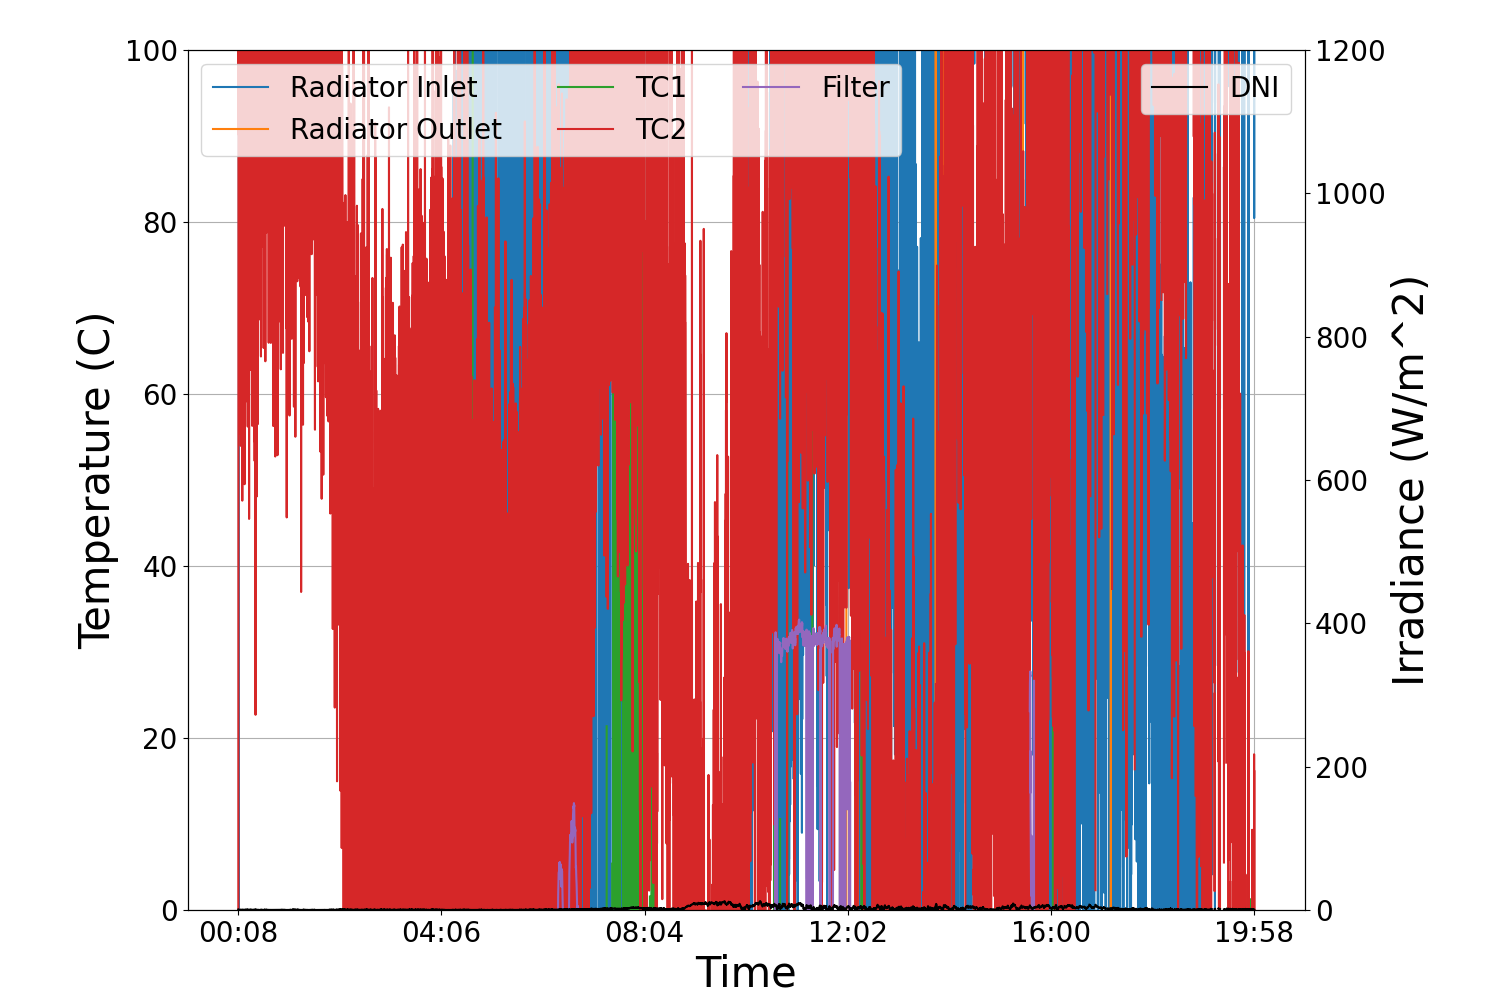 100
80
60
40
20
0
Temperature (C)
Radiator Inlet
Radiator Outlet
TC1
TC2
Filter
DNI
1200
1000
800
600
400
200
0
Irradiance (W/m^2)
00:08 04:06 08:04 12:02 16:00 19:58
Time